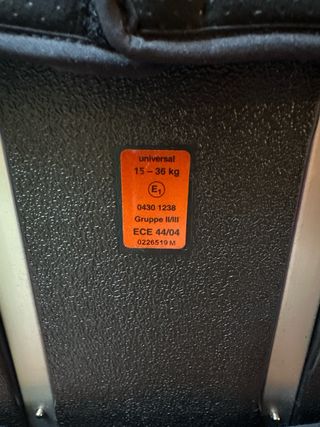 universal
15 – 36 kg
E1
0430 1238
Gruppe II/III
ECE 44/04
0226519 M